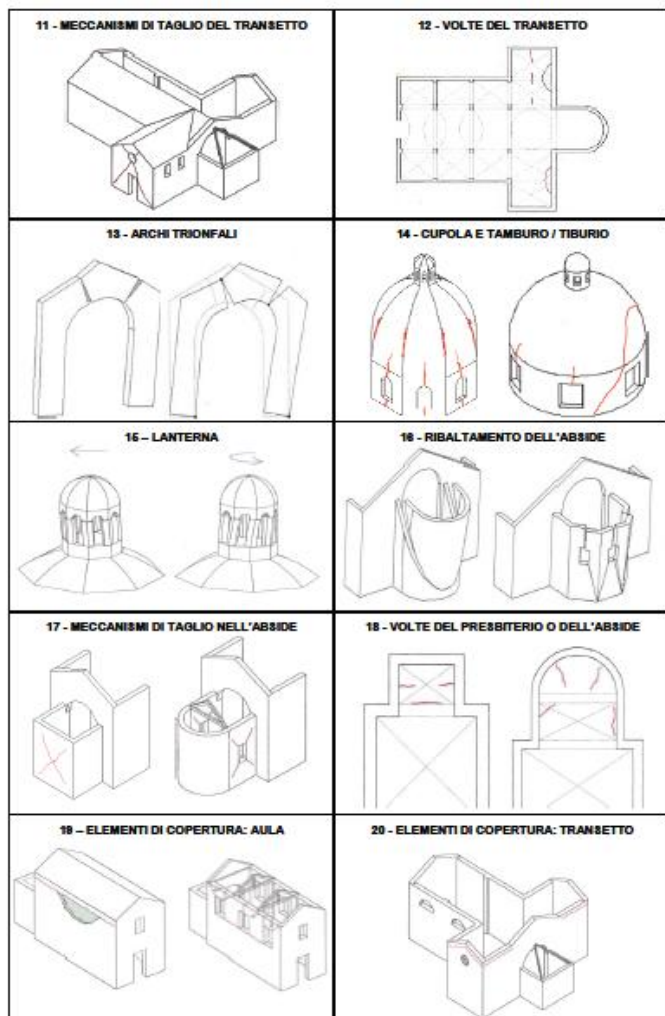 11 - MECCANISMI DI TAGLIO DEL TRANSETTO
12 - VOLTE DEL TRANSETTO
13 - ARCHI TRIONFALI
14 - CUPOLA E TAMBURO / TIBURIO
15 – LANTERNA
16 - RIBALTAMENTO DELL'ABSIDE
17 - MECCANISMI DI TAGLIO NELL'ABSIDE
18 - VOLTE DEL PRESBITERIO O DELL'ABSIDE
19 – ELEMENTI DI COPERTURA: AULA
20 - ELEMENTI DI COPERTURA: TRANSETTO